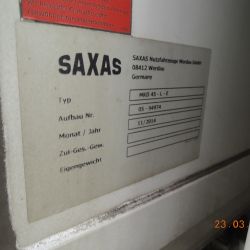 SAXAS
SAXAS Nutzfahrzeuge Werdau GmbH
08412 Werdau
Germany
Typ MKD 45 - L - Z
Aufbau Nr. 05 - 94974
Monat / Jahr 11/2016
Zul-Ges.-Gew.
Eigengewicht
23 03